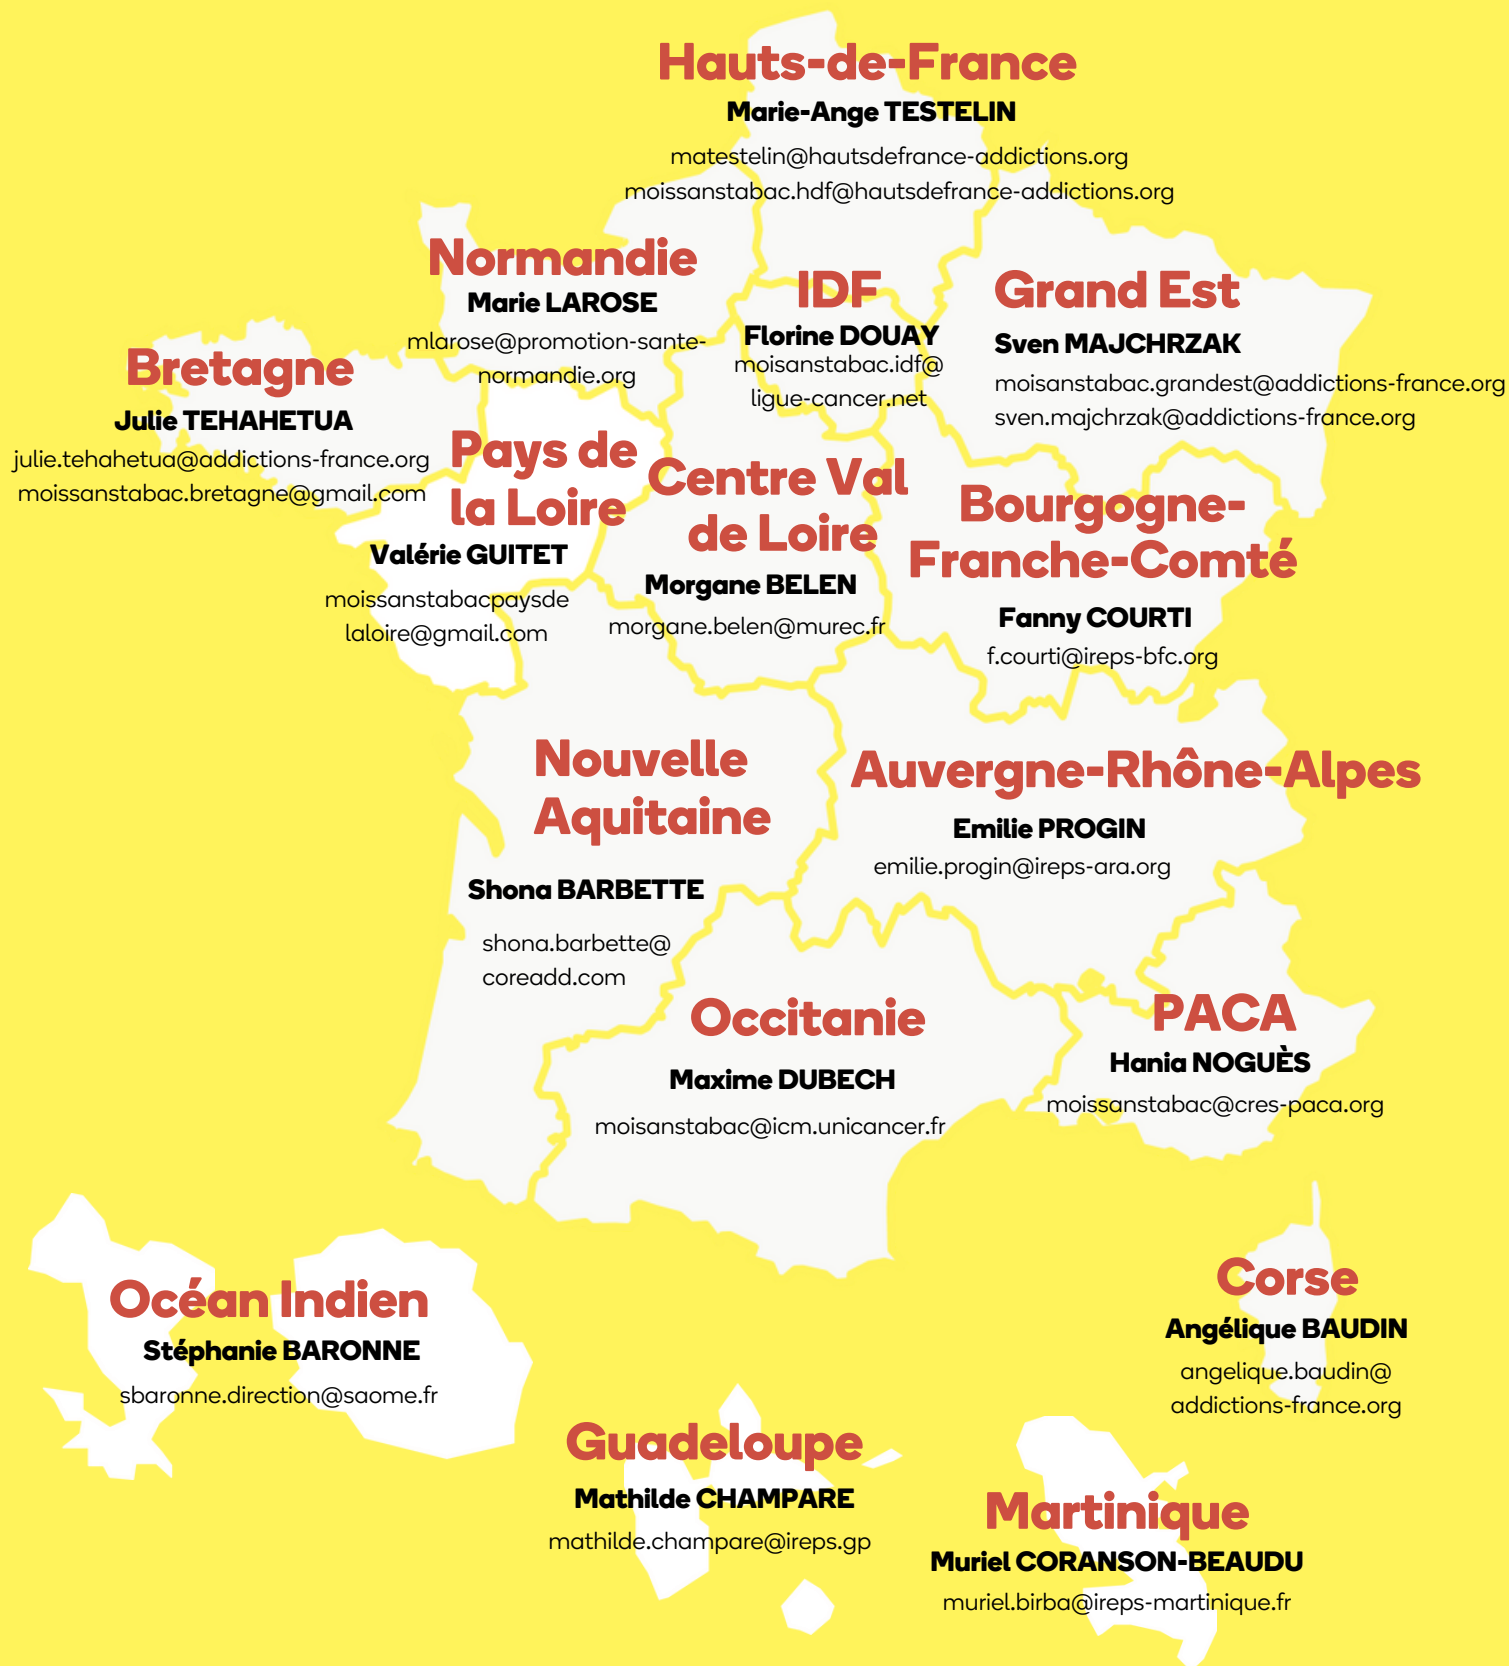 Hauts-de-France
Marie-Ange TESTELIN
matestelin@hautsdefrance-addictions.org
moissanstabac.hdf@hautsdefrance-addictions.org
Normandie
Marie LAROSE
mlarose@promotion-sante-
normandie.org
IDF
Florine DOUAY
moisanstabac.idf@
ligue-cancer.net
Grand Est
Sven MAJCHRZAK
moisanstabac.grandest@addictions-france.org
sven.majchrzak@addictions-france.org
Bretagne
Julie TEHAHETUA
julie.tehahetua@addictions-france.org
moissanstabac.bretagne@gmail.com
Pays de
la Loire
Valérie GUITET
moissanstabacpaysde
laloire@gmail.com
Centre Val
de Loire
Morgane BELEN
morgane.belen@murec.fr
Bourgogne-
Franche-Comté
Fanny COURTI
f.courti@ireps-bfc.org
Nouvelle
Aquitaine
Shona BARBETTE
shona.barbette@
coreadd.com
Auvergne-Rhône-Alpes
Emilie PROGIN
emilie.progin@ireps-ara.org
Occitanie
Maxime DUBECH
moisanstabac@icm.unicancer.fr
PACA
Hania NOGUÈS
moissanstabac@cres-paca.org
Océan Indien
Stéphanie BARONNE
sbaronne.direction@saome.fr
Corse
Angélique BAUDIN
angelique.baudin@
addictions-france.org
Guadeloupe
Mathilde CHAMPARE
mathilde.champare@ireps.gp
Martinique
Muriel CORANSON-BEAUDU
muriel.birba@ireps-martinique.fr